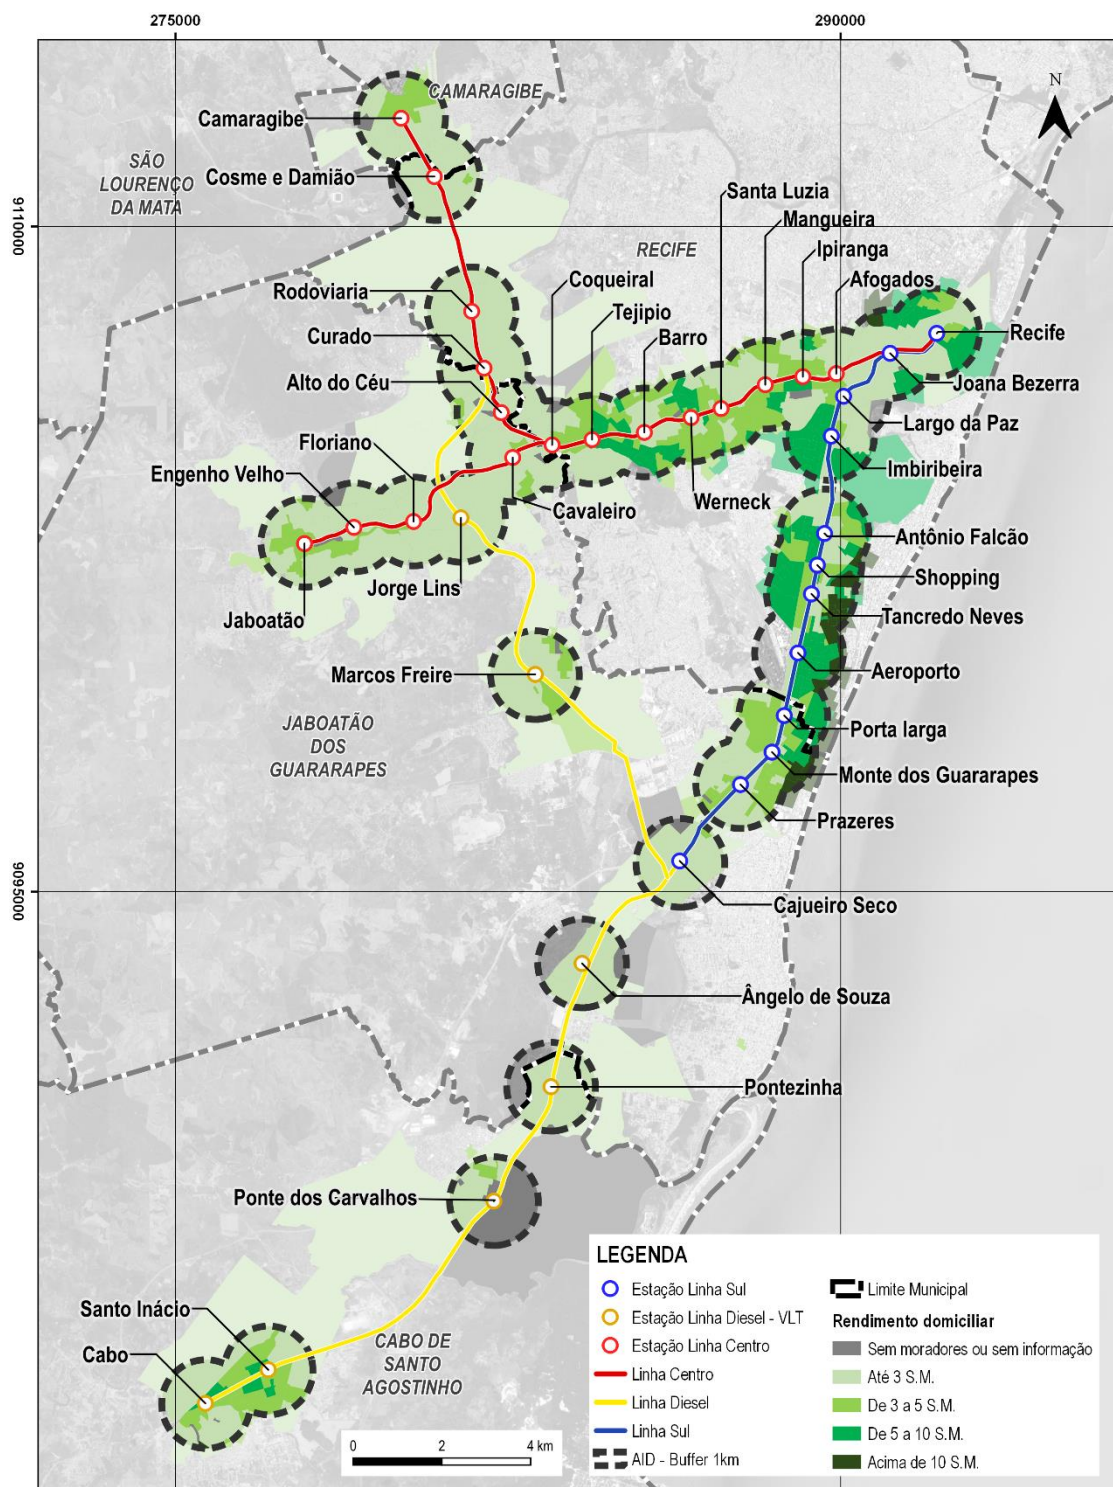 275000
290000
N
CAMARAGIBE
Camaragibe
SÃO
LOURENÇO
DA MATA
Cosme e Damião
Santa Luzia
Mangueira
9110000
RECIFE
Ipiranga
Coqueiral
Afogados
Rodoviaria
Tejipio
Curado
Barro
Recife
Alto do Céu
Joana Bezerra
Largo da Paz
Floriano
Imbiribeira
Engenho Velho
Cavaleiro
Werneck
Antônio Falcão
Shopping
Jorge Lins
Tancredo Neves
Jaboatão
Aeroporto
Marcos Freire
JABOATÃO
DOS
GUARARAPES
Porta larga
Monte dos Guararapes
Prazeres
9095000
Cajueiro Seco
Ângelo de Souza
Pontezinha
Ponte dos Carvalhos
Santo Inácio
Cabo
CABO DE
SANTO
AGOSTINHO
0 2 4 km
LEGENDA
Estação Linha Sul
Estação Linha Diesel - VLT
Estação Linha Centro
Linha Centro
Linha Diesel
Linha Sul
AID - Buffer 1km
Limite Municipal
Rendimento domiciliar
Sem moradores ou sem informação
Até 3 S.M.
De 3 a 5 S.M.
De 5 a 10 S.M.
Acima de 10 S.M.